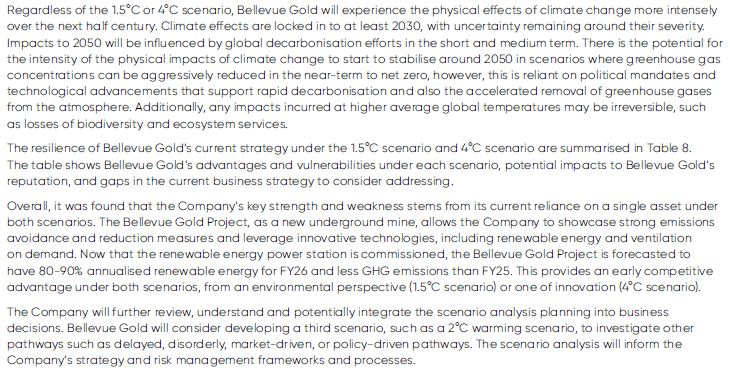 Regardless of the 1.5°C or 4°C scenario, Bellevue Gold will experience the physical effects of climate change more intensely
over the next half century. Climate effects are locked in to at least 2030, with uncertainty remaining around their severity.
Impacts to 2050 will be influenced by global decarbonisation efforts in the short and medium term. There is the potential for
the intensity of the physical impacts of climate change to start to stabilise around 2050 in scenarios where greenhouse gas
concentrations can be aggressively reduced in the near-term to net zero, however, this is reliant on political mandates and
technological advancements that support rapid decarbonisation and also the accelerated removal of greenhouse gases
from the atmosphere. Additionally, any impacts incurred at higher average global temperatures may be irreversible, such
as losses of biodiversity and ecosystem services.
The resilience of Bellevue Gold's current strategy under the 1.5°C scenario and 4°C scenario are summarised in Table 8.
The table shows Bellevue Gold's advantages and vulnerabilities under each scenario, potential impacts to Bellevue Gold's
reputation, and gaps in the current business strategy to consider addressing.
Overall, it was found that the Company's key strength and weakness stems from its current reliance on a single asset under
both scenarios. The Bellevue Gold Project, as a new underground mine, allows the Company to showcase strong emissions
avoidance and reduction measures and leverage innovative technologies, including renewable energy and ventilation
on demand. Now that the renewable energy power station is commissioned, the Bellevue Gold Project is forecasted to
have 80-90% annualised renewable energy for FY26 and less GHG emissions than FY25. This provides an early competitive
advantage under both scenarios, from an environmental perspective (1.5°C scenario) or one of innovation (4°C scenario).
The Company will further review, understand and potentially integrate the scenario analysis planning into business
decisions. Bellevue Gold will consider developing a third scenario, such as a 2°C warming scenario, to investigate other
pathways such as delayed, disorderly, market-driven, or policy-driven pathways. The scenario analysis will inform the
Company's strategy and risk management frameworks and processes.